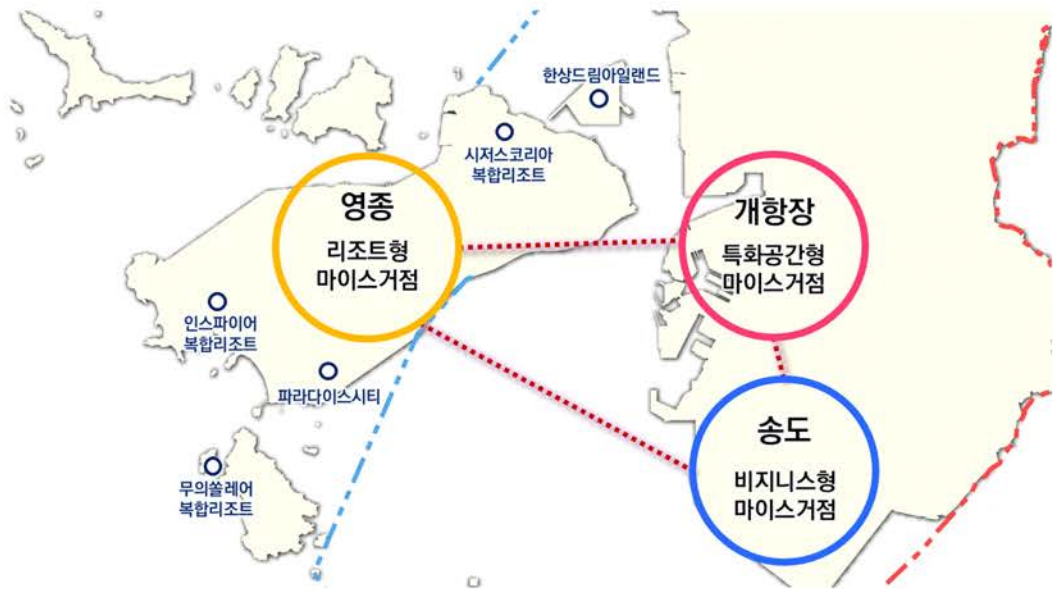 한상드림아일랜드
시저스코리아
복합리조트
영종
리조트형
마이스거점
개항장
특화공간형
마이스거점
인스파이어
복합리조트
파라다이스시티
송도
비지니스형
마이스거점
무의쏠레어
복합리조트